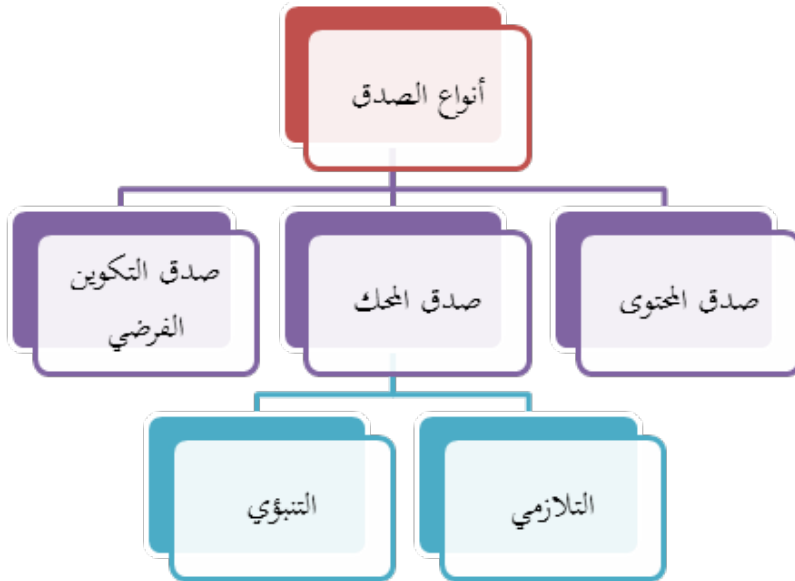 أنواع الصدق
صدق المحتوى
صدق المحك
صدق التكوين
الفرضي
التلازمي
التنبؤي